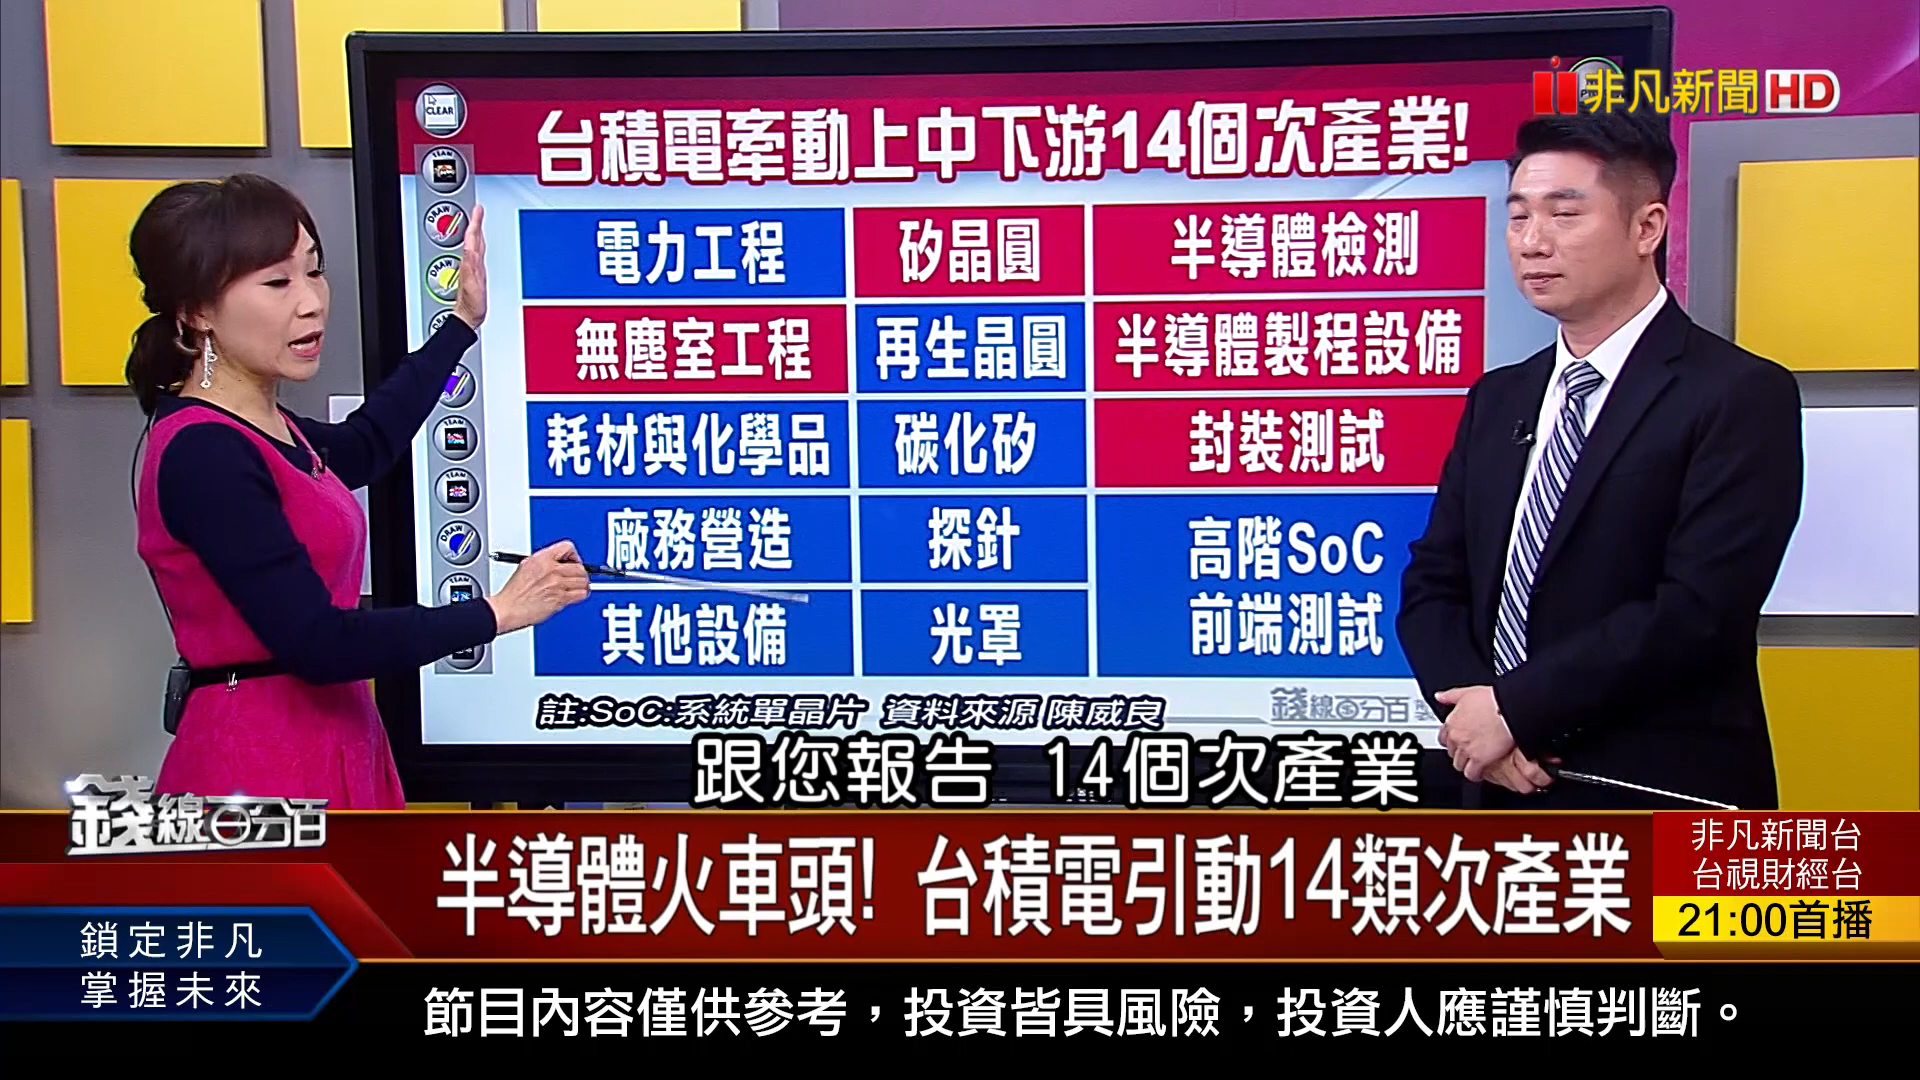 非凡新聞HD
CLEAR
台積電牽動上中下游14個次產業!
TEAM
DRAW
DRAW
電力工程 矽晶圓 半導體檢測
無塵室工程 再生晶圓 半導體製程設備
耗材與化學品 碳化矽 封裝測試
TEAM
TEAM
DRAW
TEAM
廠務營造 探針 高階SoC
其他設備 光罩 前端測試
註:SoC:系統單晶片 資料來源 陳威良
錢線百分百製
跟您報告 14個次產業
錢線百分百
半導體火車頭! 台積電引動14類次產業
非凡新聞台
台視財經台
21:00首播
鎖定非凡
掌握未來
節目內容僅供參考，投資皆具風險，投資人應謹慎判斷。